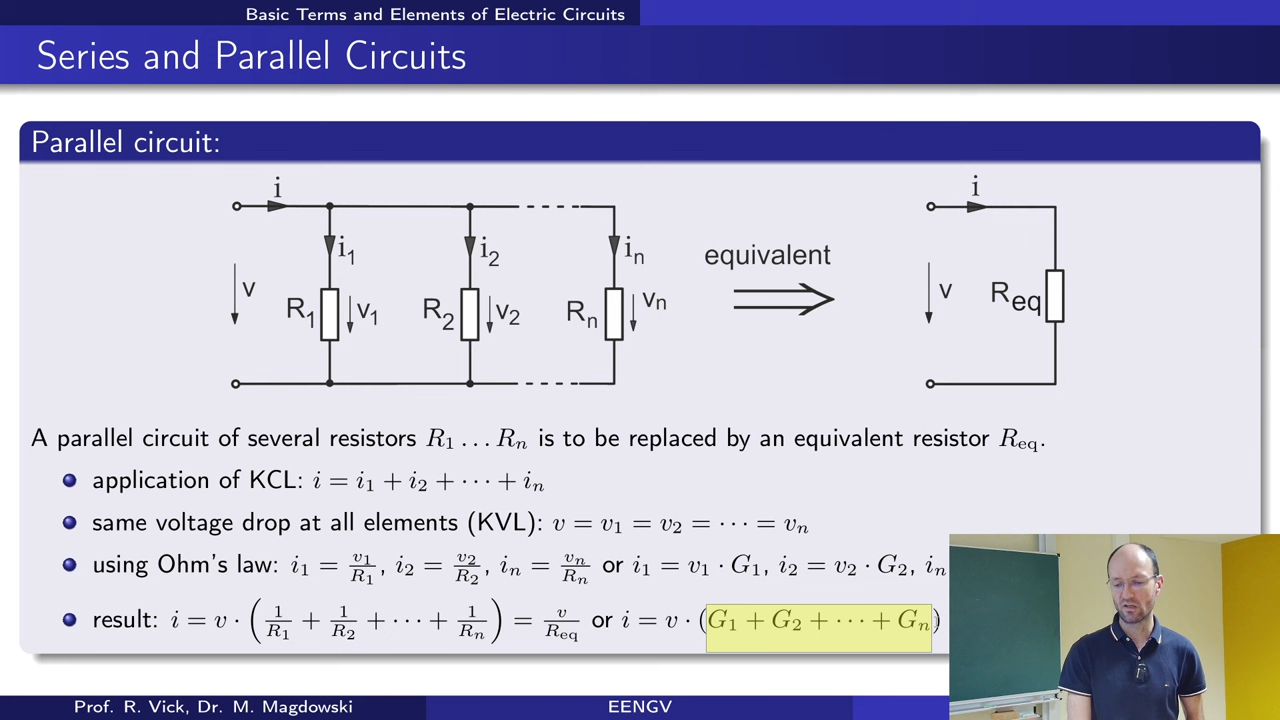 Basic Terms and Elements of Electric Circuits
Series and Parallel Circuits
Parallel circuit:
i i₁ i₂ iₙ equivalent i
v R₁ v₁ R₂ v₂ Rₙ vₙ v R_eq
A parallel circuit of several resistors R₁ … Rₙ is to be replaced by an equivalent resistor R_eq.
application of KCL: i = i₁ + i₂ + ⋯ + iₙ
same voltage drop at all elements (KVL): v = v₁ = v₂ = ⋯ = vₙ
using Ohm's law: i₁ = v₁/R₁, i₂ = v₂/R₂, iₙ = vₙ/Rₙ or i₁ = v₁ · G₁, i₂ = v₂ · G₂, iₙ
result: i = v · (1/R₁ + 1/R₂ + ⋯ + 1/Rₙ) = v/R_eq or i = v · (G₁ + G₂ + ⋯ + Gₙ)
Prof. R. Vick, Dr. M. Magdowski EENGV